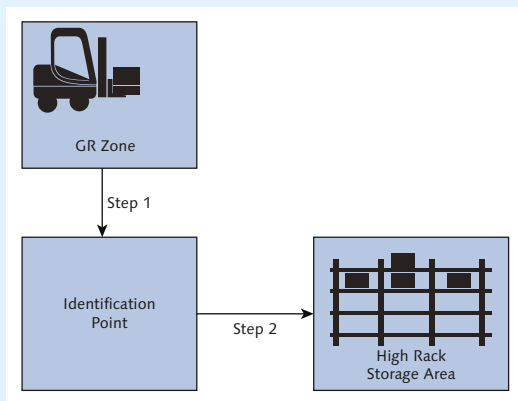 GR Zone
Step 1
Identification
Point
Step 2
High Rack
Storage Area